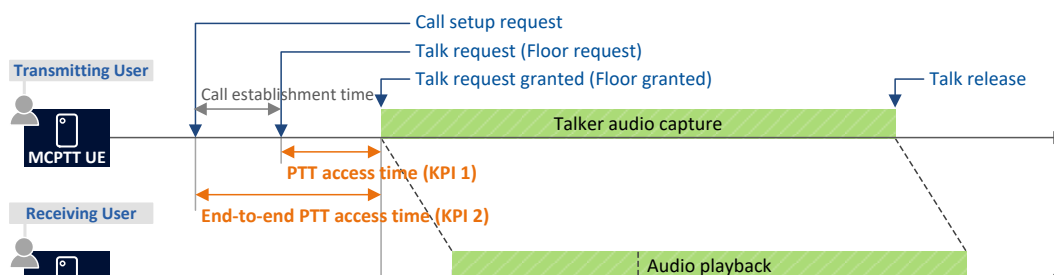 Call setup request
Talk request (Floor request)
Transmitting User
Talk request granted (Floor granted)
Talk release
Call establishment time
Talker audio capture
MCPTT UE
PTT access time (KPI 1)
Receiving User
End-to-end PTT access time (KPI 2)
Audio playback